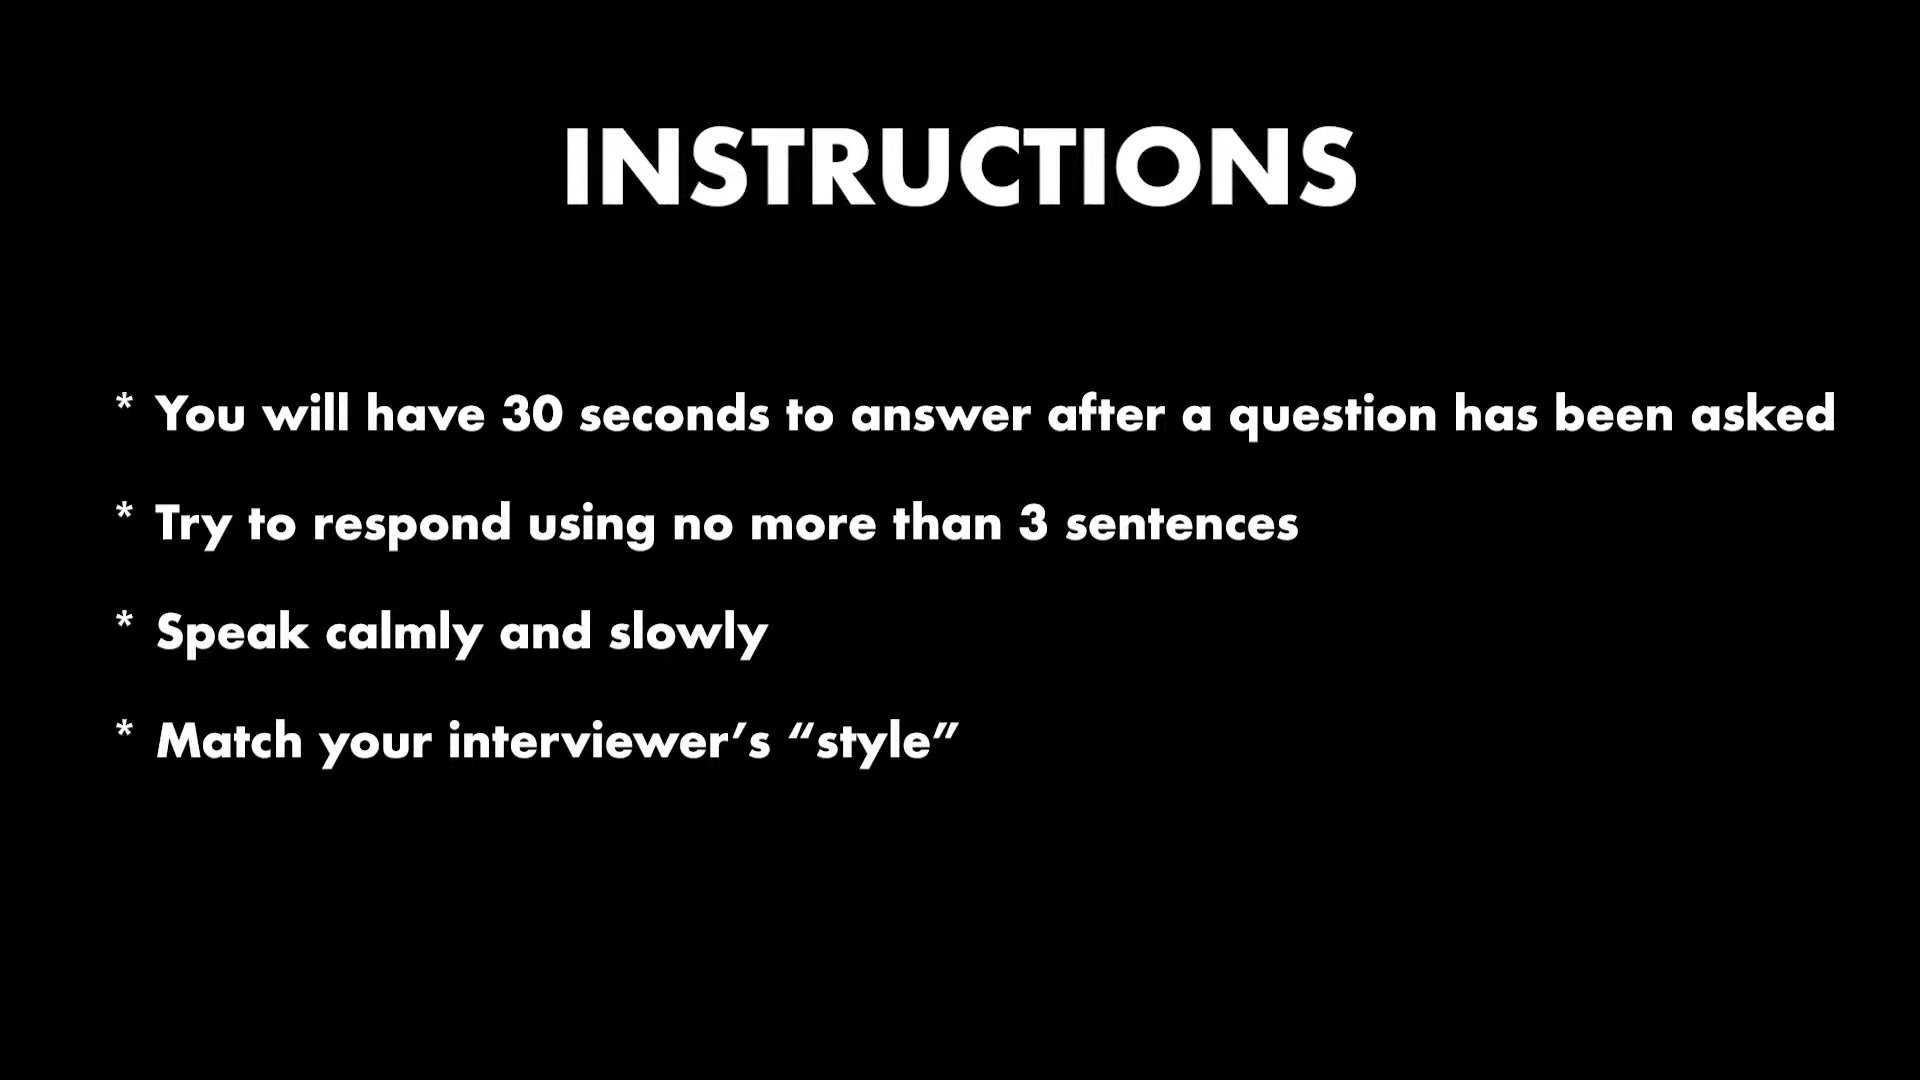 INSTRUCTIONS
* You will have 30 seconds to answer after a question has been asked
* Try to respond using no more than 3 sentences
* Speak calmly and slowly
* Match your interviewer’s “style”